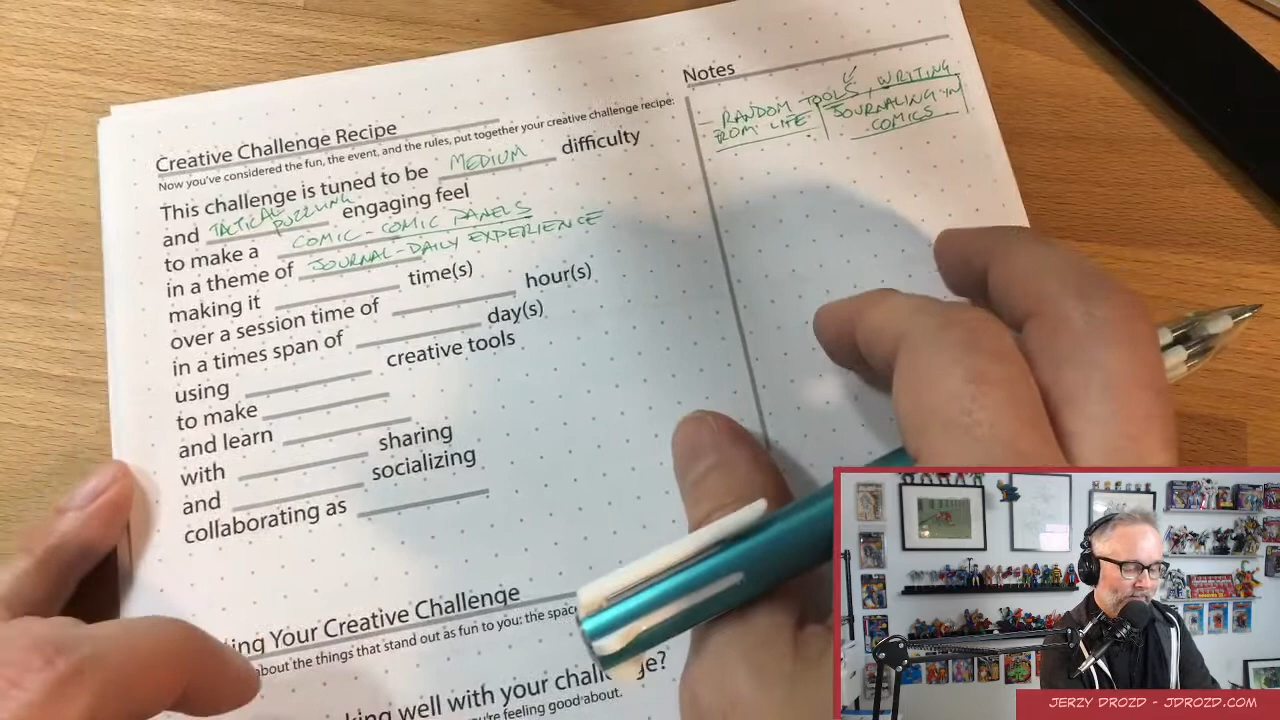 Creative Challenge Recipe
Now you've considered the fun, the event, and the rules, put together your creative challenge recipe:
This challenge is tuned to be MEDIUM difficulty
and TACTICAL PUZZLING engaging feel
to make a COMIC-COMIC PANELS
in a theme of JOURNAL-DAILY EXPERIENCE
making it time(s)
over a session time of hour(s)
in a times span of day(s)
using creative tools
to make
and learn
with sharing
and socializing
collaborating as
king Your Creative Challenge
about the things that stand out as fun to you: the space
king well with your challenge?
you're feeling good about.
Notes
- RANDOM TOOLS, WRITING
FROM LIFE JOURNALING IN
COMICS
JERZY DROZD - JDROZD.COM